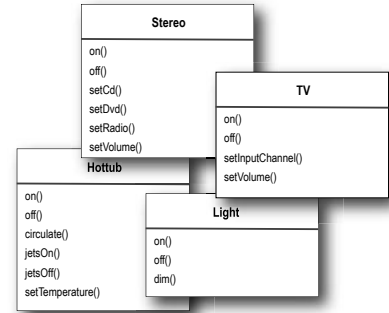 Stereo
on()
off()
setCd()
setDvd()
setRadio()
setVolume()
TV
on()
off()
setInputChannel()
setVolume()
Hottub
on()
off()
circulate()
jetsOn()
jetsOff()
setTemperature()
Light
on()
off()
dim()